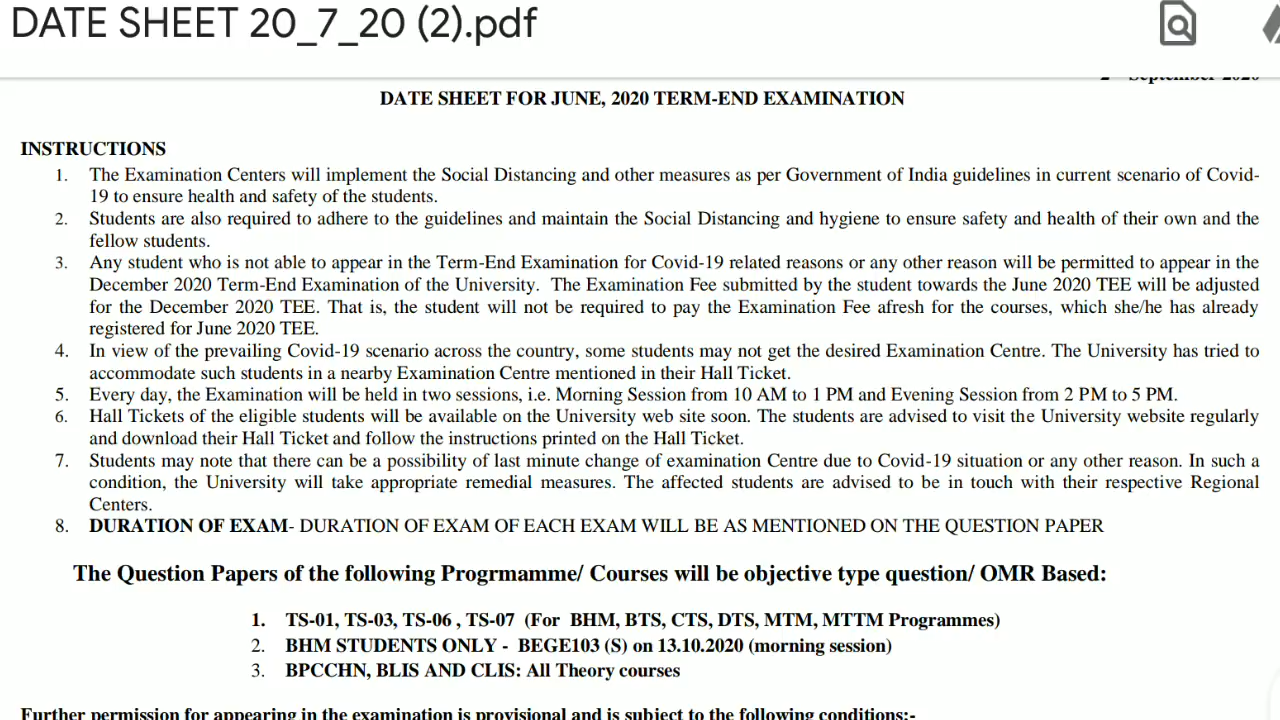 DATE SHEET 20_7_20 (2).pdf
DATE SHEET FOR JUNE, 2020 TERM-END EXAMINATION
INSTRUCTIONS
1. The Examination Centers will implement the Social Distancing and other measures as per Government of India guidelines in current scenario of Covid-
19 to ensure health and safety of the students.
2. Students are also required to adhere to the guidelines and maintain the Social Distancing and hygiene to ensure safety and health of their own and the
fellow students.
3. Any student who is not able to appear in the Term-End Examination for Covid-19 related reasons or any other reason will be permitted to appear in the
December 2020 Term-End Examination of the University. The Examination Fee submitted by the student towards the June 2020 TEE will be adjusted
for the December 2020 TEE. That is, the student will not be required to pay the Examination Fee afresh for the courses, which she/he has already
registered for June 2020 TEE.
4. In view of the prevailing Covid-19 scenario across the country, some students may not get the desired Examination Centre. The University has tried to
accommodate such students in a nearby Examination Centre mentioned in their Hall Ticket.
5. Every day, the Examination will be held in two sessions, i.e. Morning Session from 10 AM to 1 PM and Evening Session from 2 PM to 5 PM.
6. Hall Tickets of the eligible students will be available on the University web site soon. The students are advised to visit the University website regularly
and download their Hall Ticket and follow the instructions printed on the Hall Ticket.
7. Students may note that there can be a possibility of last minute change of examination Centre due to Covid-19 situation or any other reason. In such a
condition, the University will take appropriate remedial measures. The affected students are advised to be in touch with their respective Regional
Centers.
8. DURATION OF EXAM- DURATION OF EXAM OF EACH EXAM WILL BE AS MENTIONED ON THE QUESTION PAPER
The Question Papers of the following Progrmamme/ Courses will be objective type question/ OMR Based:
1. TS-01, TS-03, TS-06 , TS-07 (For BHM, BTS, CTS, DTS, MTM, MTTM Programmes)
2. BHM STUDENTS ONLY - BEGE103 (S) on 13.10.2020 (morning session)
3. BPCCHN, BLIS AND CLIS: All Theory courses
Further permission for appearing in the examination is provisional and is subject to the following conditions:-